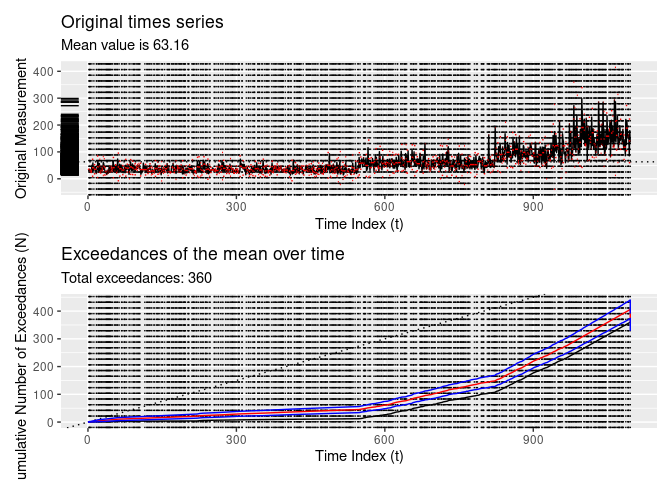 Original times series
Mean value is 63.16
Original Measurement
400
300
200
100
0
0
300
600
900
Time Index (t)
Exceedances of the mean over time
Total exceedances: 360
umulative Number of Exceedances (N)
400
300
200
100
0
0
300
600
900
Time Index (t)